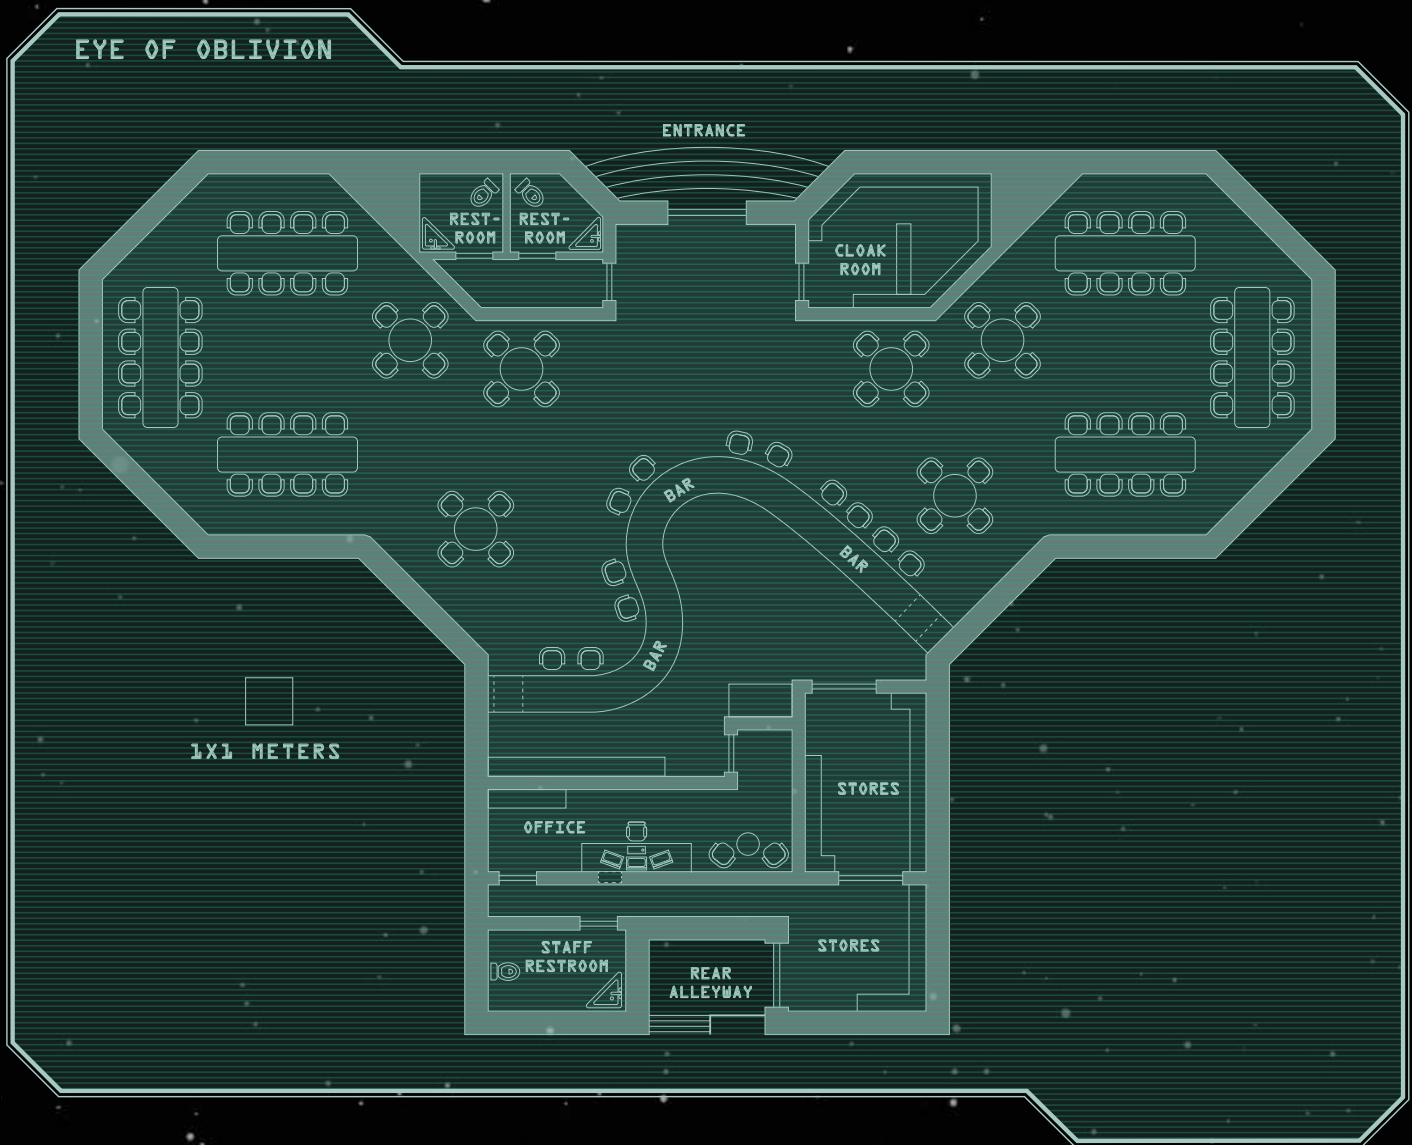 EYE OF OBLIVION
ENTRANCE
REST-
ROOM
REST-
ROOM
CLOAK
ROOM
BAR
BAR
BAR
1X1 METERS
STORES
OFFICE
STORES
STAFF
RESTROOM
REAR
ALLEYWAY